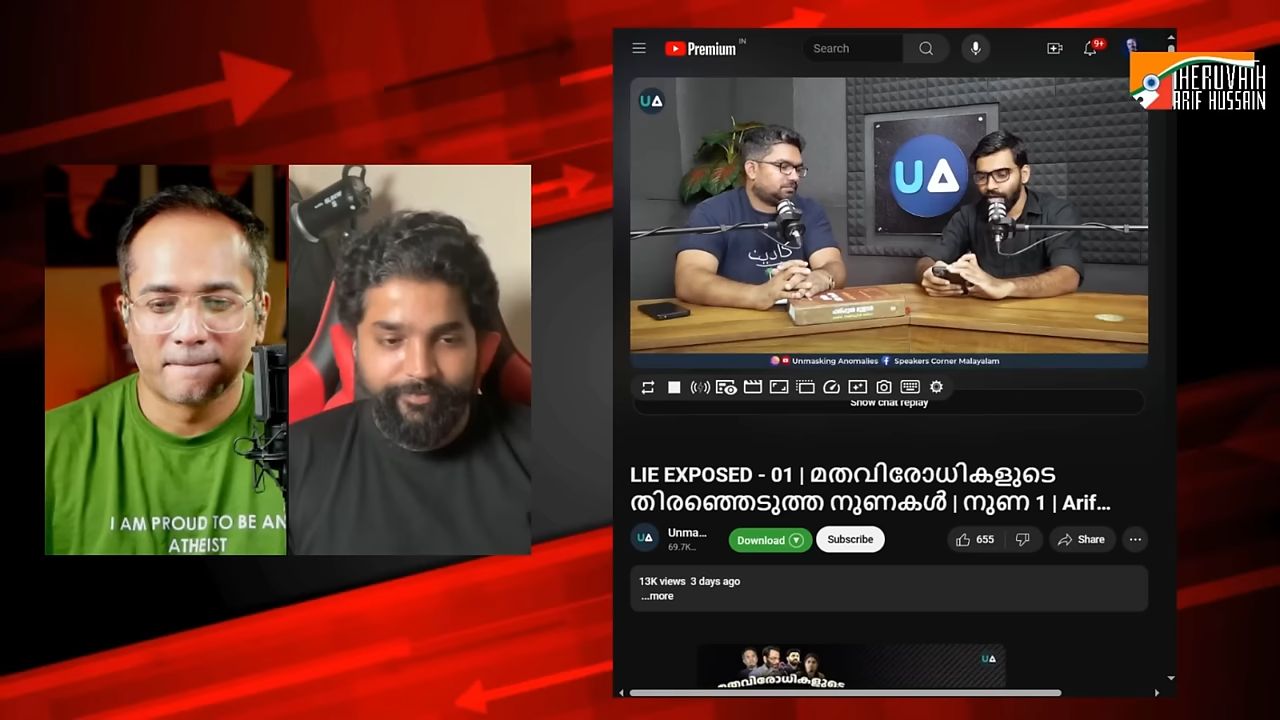 I AM PROUD TO BE AN
ATHEIST
Premium IN
Search
9+
THERUVATH
ARIF HUSSAIN
UA
UA
كادين
Unmasking Anomalies Speakers Corner Malayalam
Show chat replay
LIE EXPOSED - 01 | മതവിരോധികളുടെ
തിരഞ്ഞെടുത്ത നുണകൾ | നുണ 1 | Arif...
UA
Unma...
69.7K...
Download
Subscribe
655
Share
13K views 3 days ago
...more
UA
മതവിരോധികളുടെ